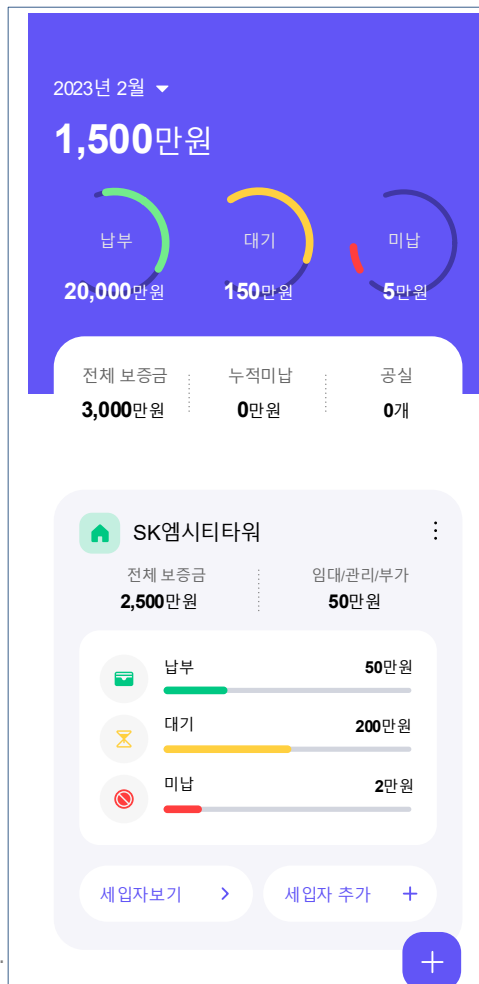 2023년 2월
1,500만원
납부 대기 미납
20,000만원 150만원 5만원
전체 보증금 누적미납 공실
3,000만원 0만원 0개
SK엠시티타워
전체 보증금 임대/관리/부가
2,500만원 50만원
납부 50만원
대기 200만원
미납 2만원
세입자보기 세입자 추가